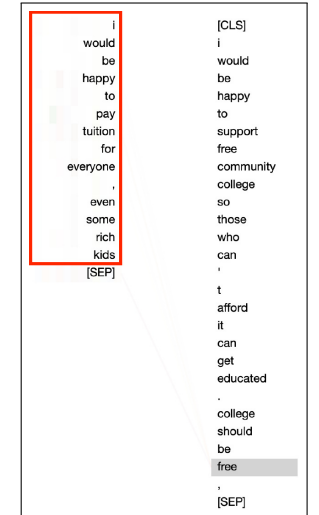 i
would
be
happy
to
pay
tuition
for
everyone
,
even
some
rich
kids
[SEP]
[CLS]
i
would
be
happy
to
support
free
community
college
so
those
who
can
'
t
afford
it
can
get
educated
.
college
should
be
free
,
[SEP]